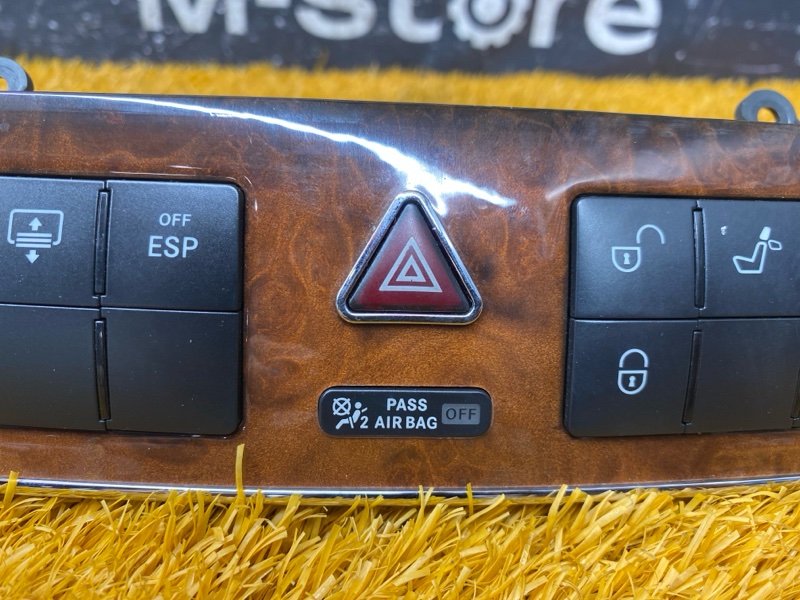 M-Store
OFF
ESP
PASS
2 AIR BAG
OFF